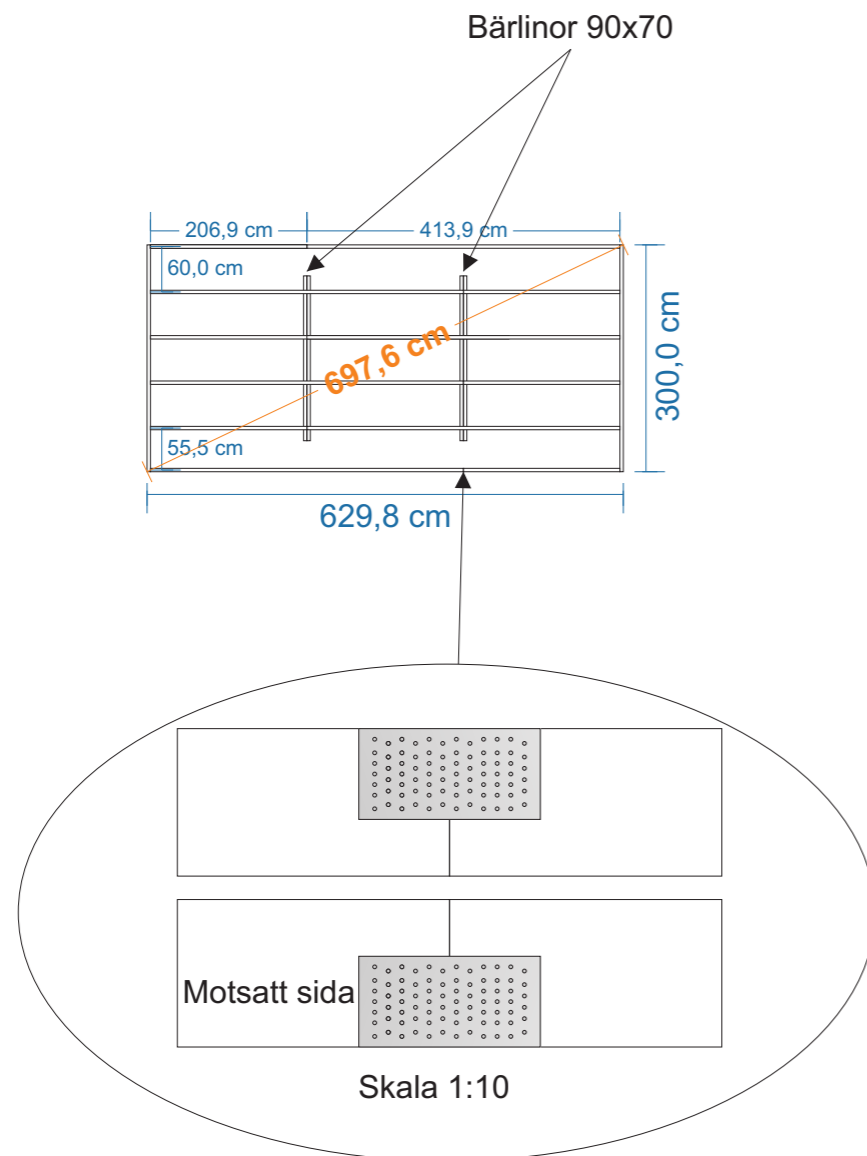 Bärlinor 90x70
206,9 cm
413,9 cm
60,0 cm
697,6 cm
300,0 cm
55,5 cm
629,8 cm
Motsatt sida
Skala 1:10